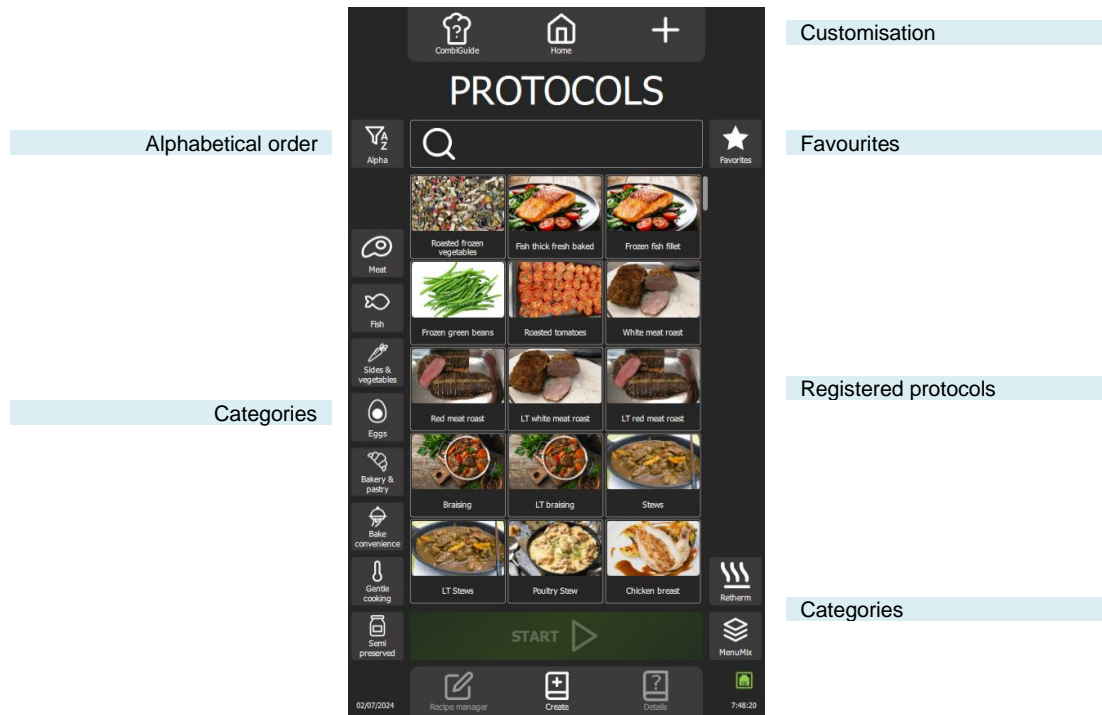 Customisation
CombiGuide
Home
PROTOCOLS
Alphabetical order
Favourites
Alpha
Favorites
Roasted frozen
vegetables
Fish thick fresh baked
Frozen fish fillet
Meat
Fish
Frozen green beans
Roasted tomatoes
White meat roast
Sides &
vegetables
Registered protocols
Categories
Red meat roast
LT white meat roast
LT red meat roast
Eggs
Bakery &
pastry
Braising
LT braising
Stews
Bake
convenience
Gentle
cooking
LT Stews
Poultry Stew
Chicken breast
Retherm
Categories
Semi
preserved
START
MenuMix
02/07/2024
Recipe manager
Create
Details
7:48:20